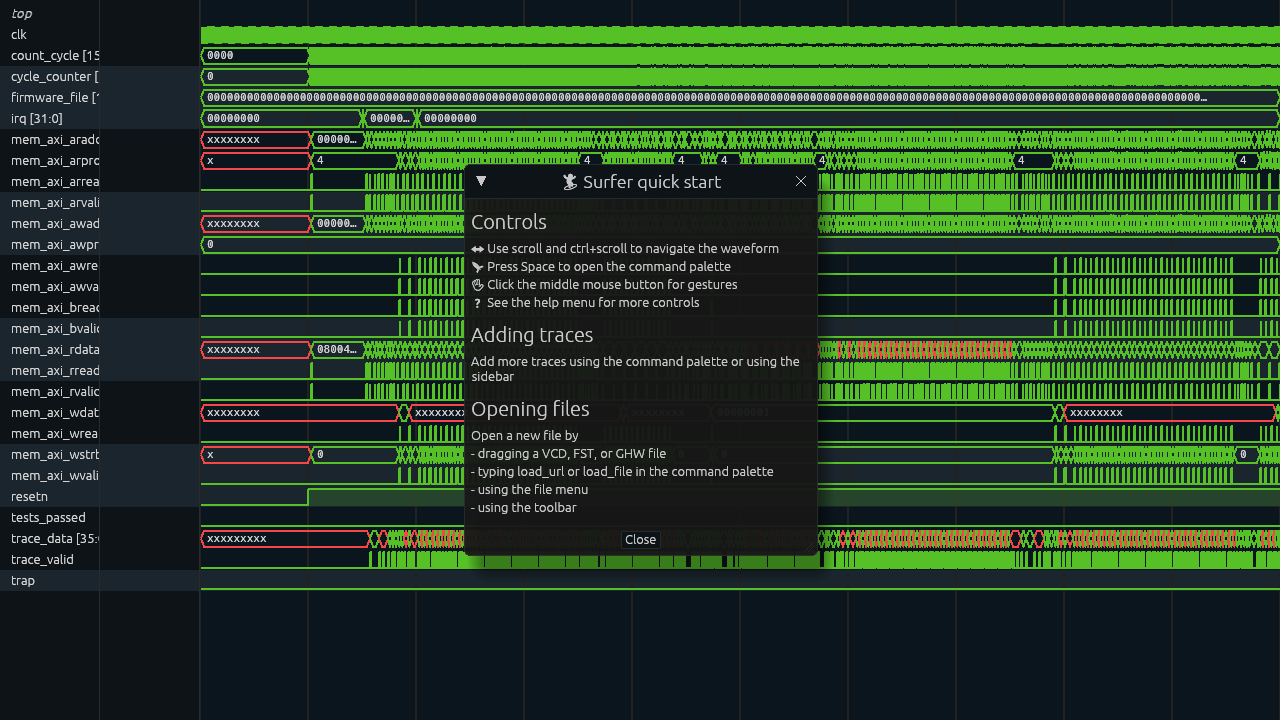 top
clk
count_cycle [15
0000
cycle_counter [
0
firmware_file [1
irq [31:0]
00000000
00000…
00000000
mem_axi_arado
xxxxxxxx
00000…
mem_axi_arpro
x
4
4
4
4
4
4
4
mem_axi_arrea
mem_axi_arvali
mem_axi_awad
xxxxxxxx
00000…
mem_axi_awpr
0
mem_axi_awre
mem_axi_awva
mem_axi_breac
mem_axi_bvalic
mem_axi_rdata
xxxxxxxx
08004…
mem_axi_rread
mem_axi_rvalic
mem_axi_wdat
xxxxxxxx
xxxxxxxx
xxxxxxxx
mem_axi_wrea
mem_axi_wstrb
x
0
0
mem_axi_wvali
resetn
tests_passed
trace_data [35:
xxxxxxxxx
trace_valid
trap
Surfer quick start
Controls
Use scroll and ctrl+scroll to navigate the waveform
Press Space to open the command palette
Click the middle mouse button for gestures
? See the help menu for more controls
Adding traces
Add more traces using the command palette or using the
sidebar
Opening files
Open a new file by
- dragging a VCD, FST, or GHW file
- typing load_url or load_file in the command palette
- using the file menu
- using the toolbar
Close